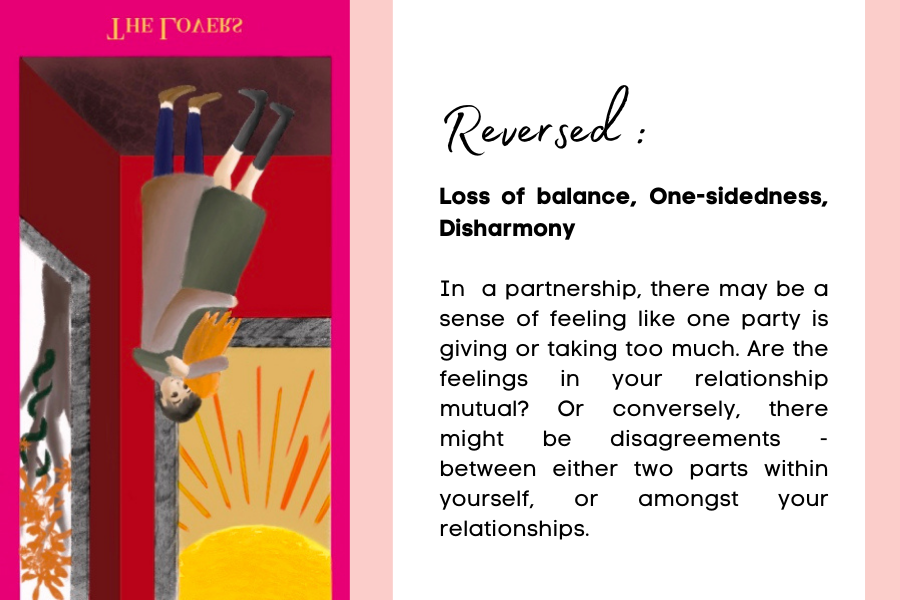 The Lovers
Reversed :
Loss of balance, One-sidedness,
Disharmony
In a partnership, there may be a
sense of feeling like one party is
giving or taking too much. Are the
feelings in your relationship
mutual? Or conversely, there
might be disagreements -
between either two parts within
yourself, or amongst your
relationships.